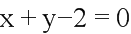 x + y−2 = 0